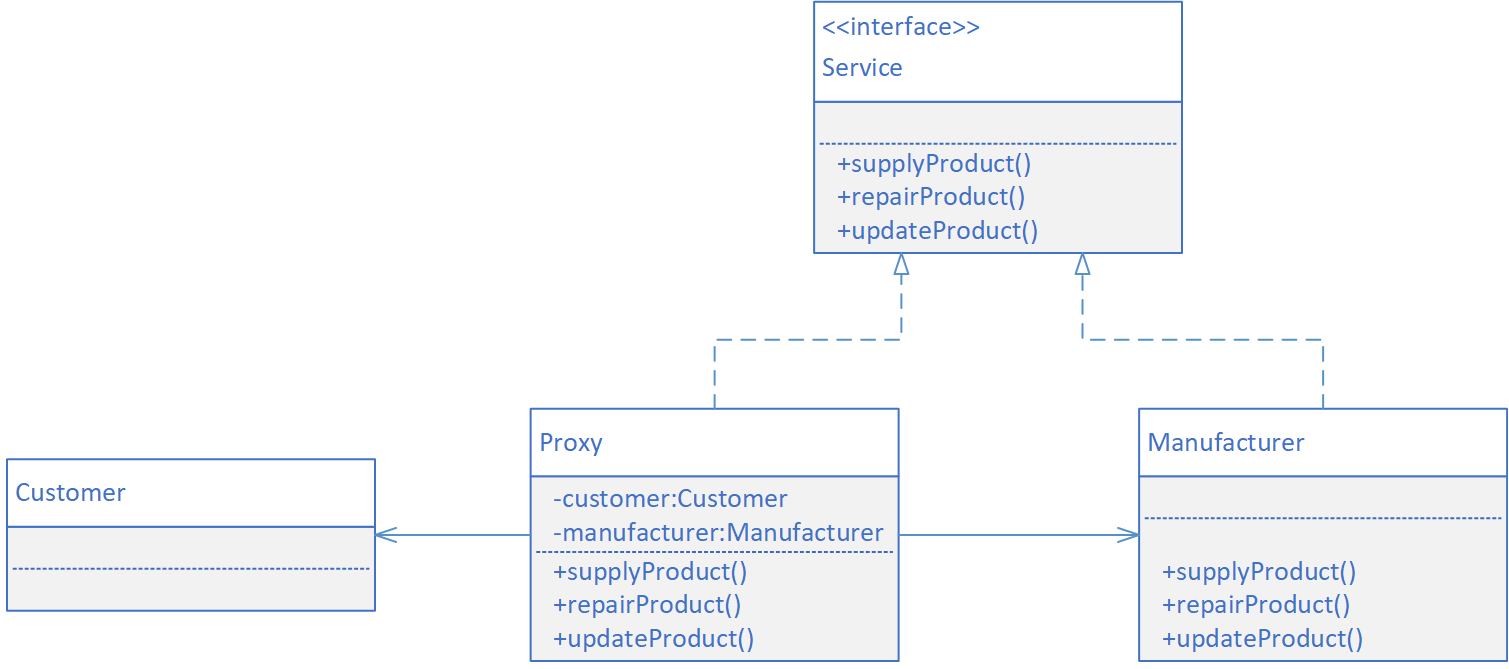 <<interface>>
Service
+supplyProduct()
+repairProduct()
+updateProduct()
Customer
Proxy
-customer:Customer
-manufacturer:Manufacturer
+supplyProduct()
+repairProduct()
+updateProduct()
Manufacturer
+supplyProduct()
+repairProduct()
+updateProduct()